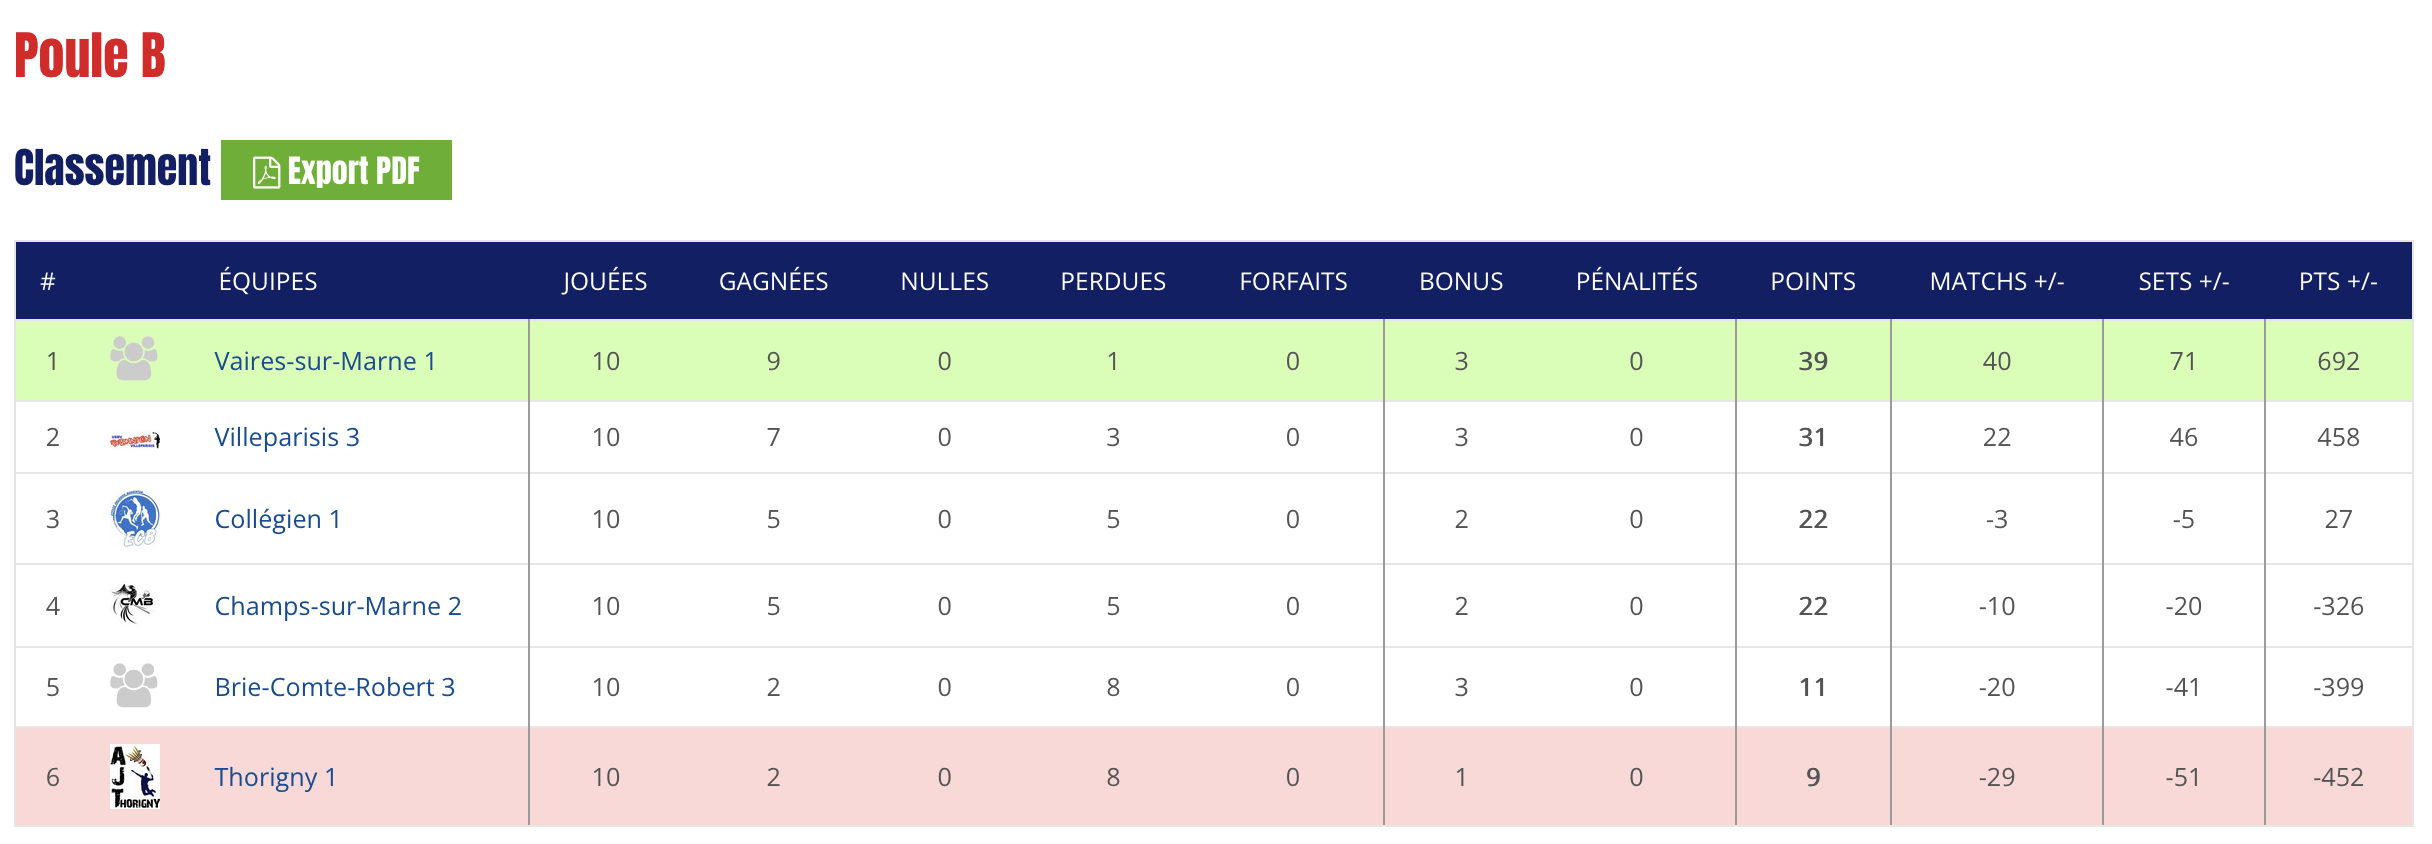 Poule B
Classement Export PDF
# ÉQUIPES JOUÉES GAGNÉES NULLES PERDUES FORFAITS BONUS PÉNALITÉS POINTS MATCHS +/- SETS +/- PTS +/-
1 Vaires-sur-Marne 1 10 9 0 1 0 3 0 39 40 71 692
2 Villeparisis 3 10 7 0 3 0 3 0 31 22 46 458
3 ECB Collégien 1 10 5 0 5 0 2 0 22 -3 -5 27
4 CMB Champs-sur-Marne 2 10 5 0 5 0 2 0 22 -10 -20 -326
5 Brie-Comte-Robert 3 10 2 0 8 0 3 0 11 -20 -41 -399
6 AJT THORIGNY Thorigny 1 10 2 0 8 0 1 0 9 -29 -51 -452